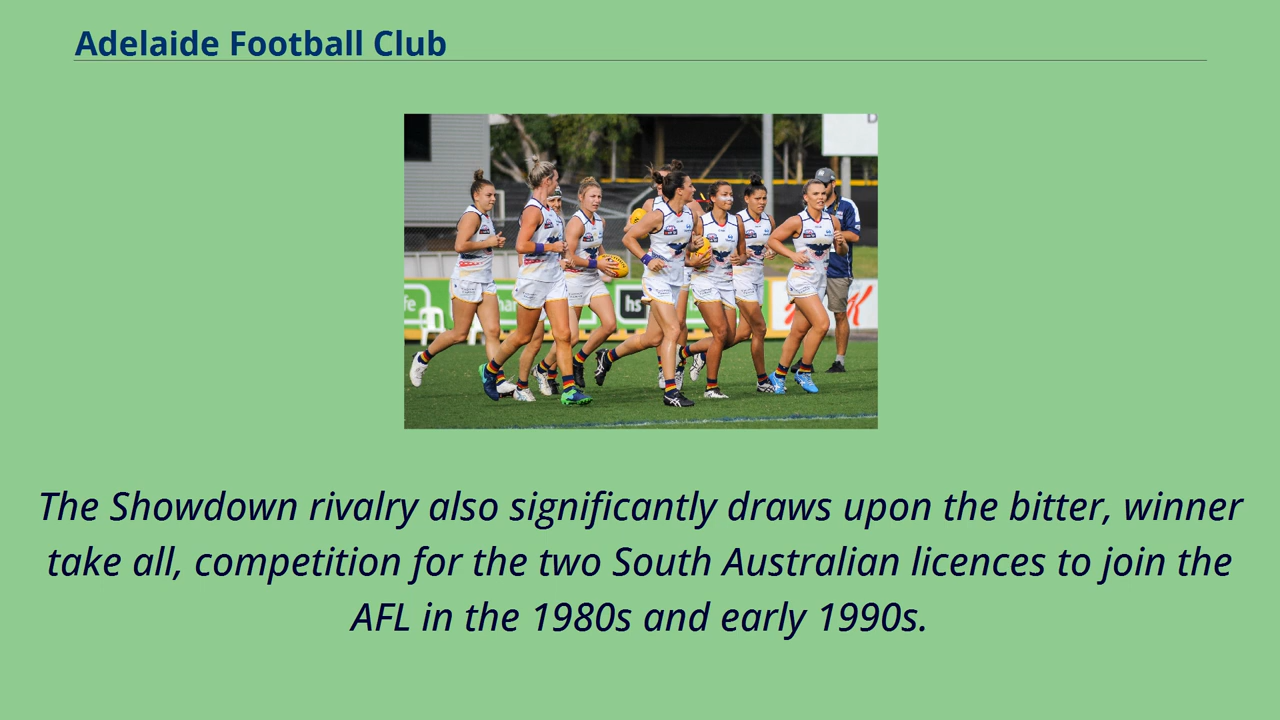 Adelaide Football Club
The Showdown rivalry also significantly draws upon the bitter, winner
take all, competition for the two South Australian licences to join the
AFL in the 1980s and early 1990s.
hs